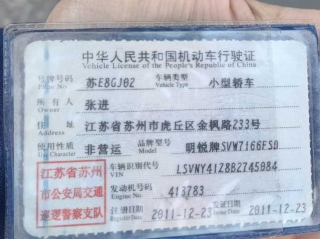 中华人民共和国机动车行驶证
Vehicle License of the People's Republic of China
号牌号码 苏E8GJ02 车辆类型 小型轿车
Plate No. Vehicle Type
所有人 张进
Owner
住址 江苏省苏州市虎丘区金枫路233号
使用性质 非营运 品牌型号 明锐牌SVW7166FSD
Model
江苏省苏州 车辆识别代号 LSVNY41Z8B2745084
VIN
市公安局交通 发动机号码 413783
巡逻警察支队 注册日期 2011-12-23 发证日期 2011-12-23